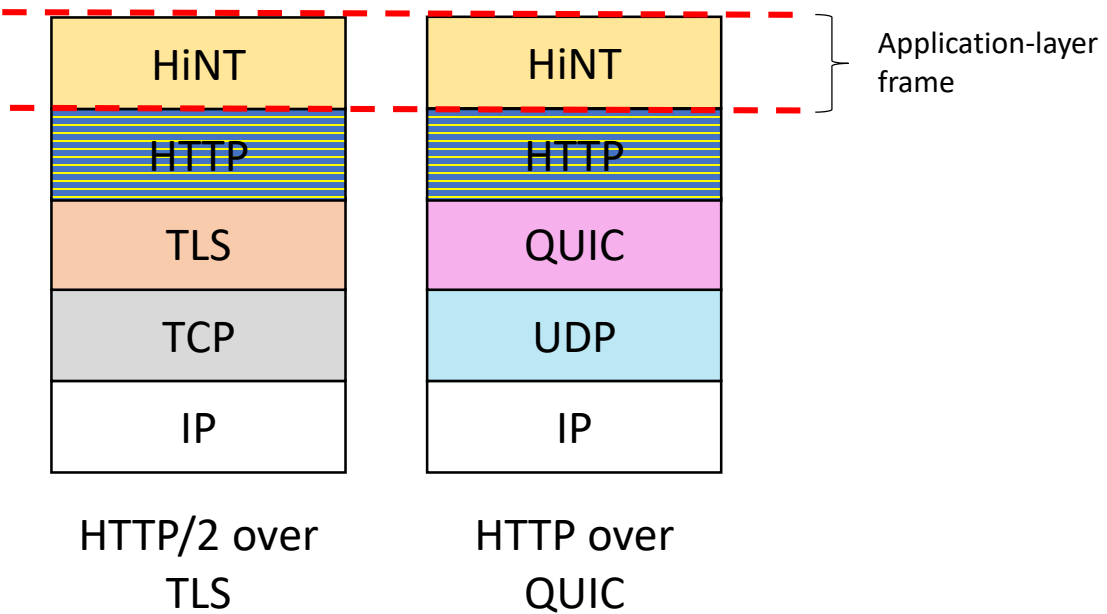 HiNT
HTTP
TLS
TCP
IP
HTTP/2 over
TLS
HiNT
HTTP
QUIC
UDP
IP
HTTP over
QUIC
Application-layer
frame